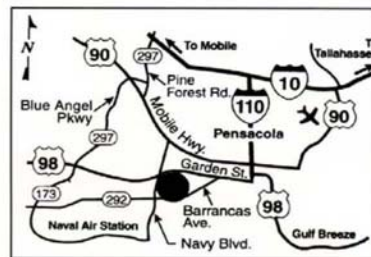 N
90
297
To Mobile
T
Tallahasse
Pine
Forest Rd.
10
Blue Angel
Pkwy
Mobile Hwy.
110
90
Pensacola
297
98
Garden St.
173
292
Barrancas
Ave.
98
Naval Air Station
Navy Blvd.
Gulf Breeze